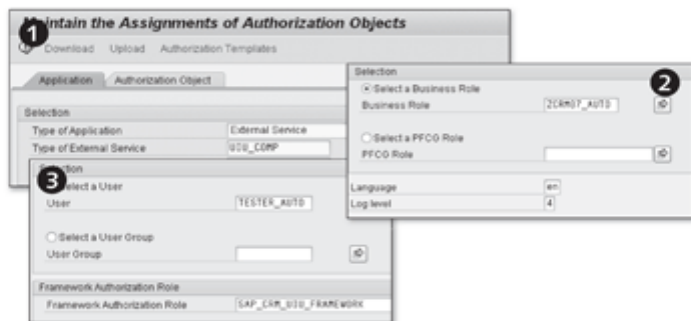 Maintain the Assignments of Authorization Objects
1
Download Upload Authorization Templates
Application Authorization Object
Selection
Type of Application External Service
Type of External Service UIU_COMP
2
Selection
Select a Business Role
Business Role ZCRM07_AUTO
Select a PFCG Role
PFCG Role
Language en
Log level 4
3
Selection
Select a User
User TESTER_AUTO
Select a User Group
User Group
Framework Authorization Role
Framework Authorization Role SAP_CRM_UIU_FRAMEWORK